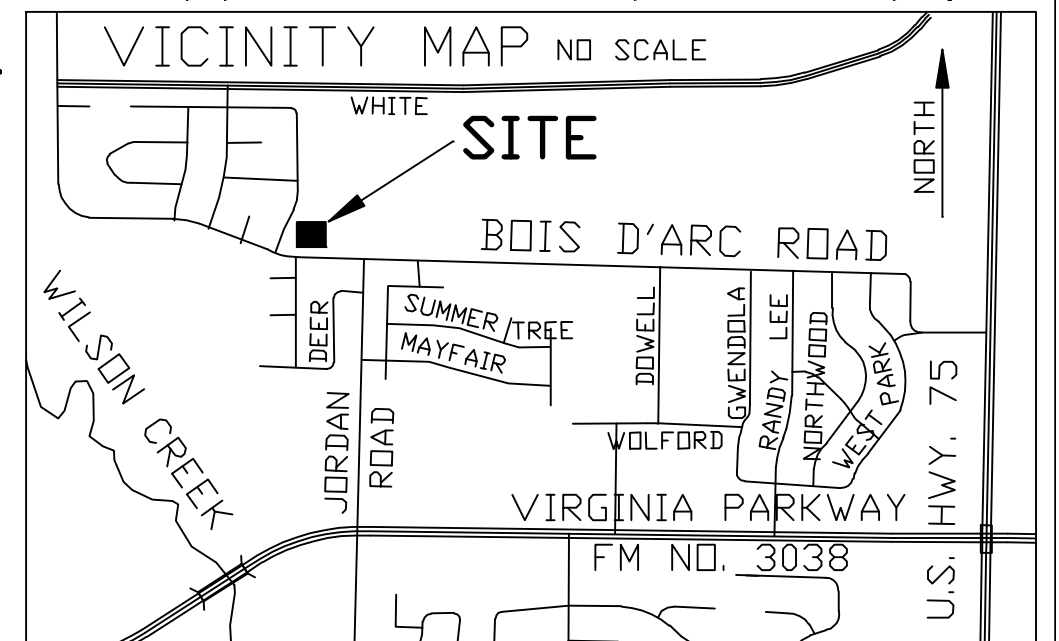 VICINITY MAP NO SCALE
WHITE
SITE
NORTH
BOIS D'ARC ROAD
WILSON CREEK
DEER
SUMMER TREE
MAYFAIR
JORDAN
ROAD
DOWELL
GWENDOLA
RANDY LEE
NORTHWOOD
WEST PARK
WOLFORD
VIRGINIA PARKWAY
FM NO. 3038
U.S. HWY. 75